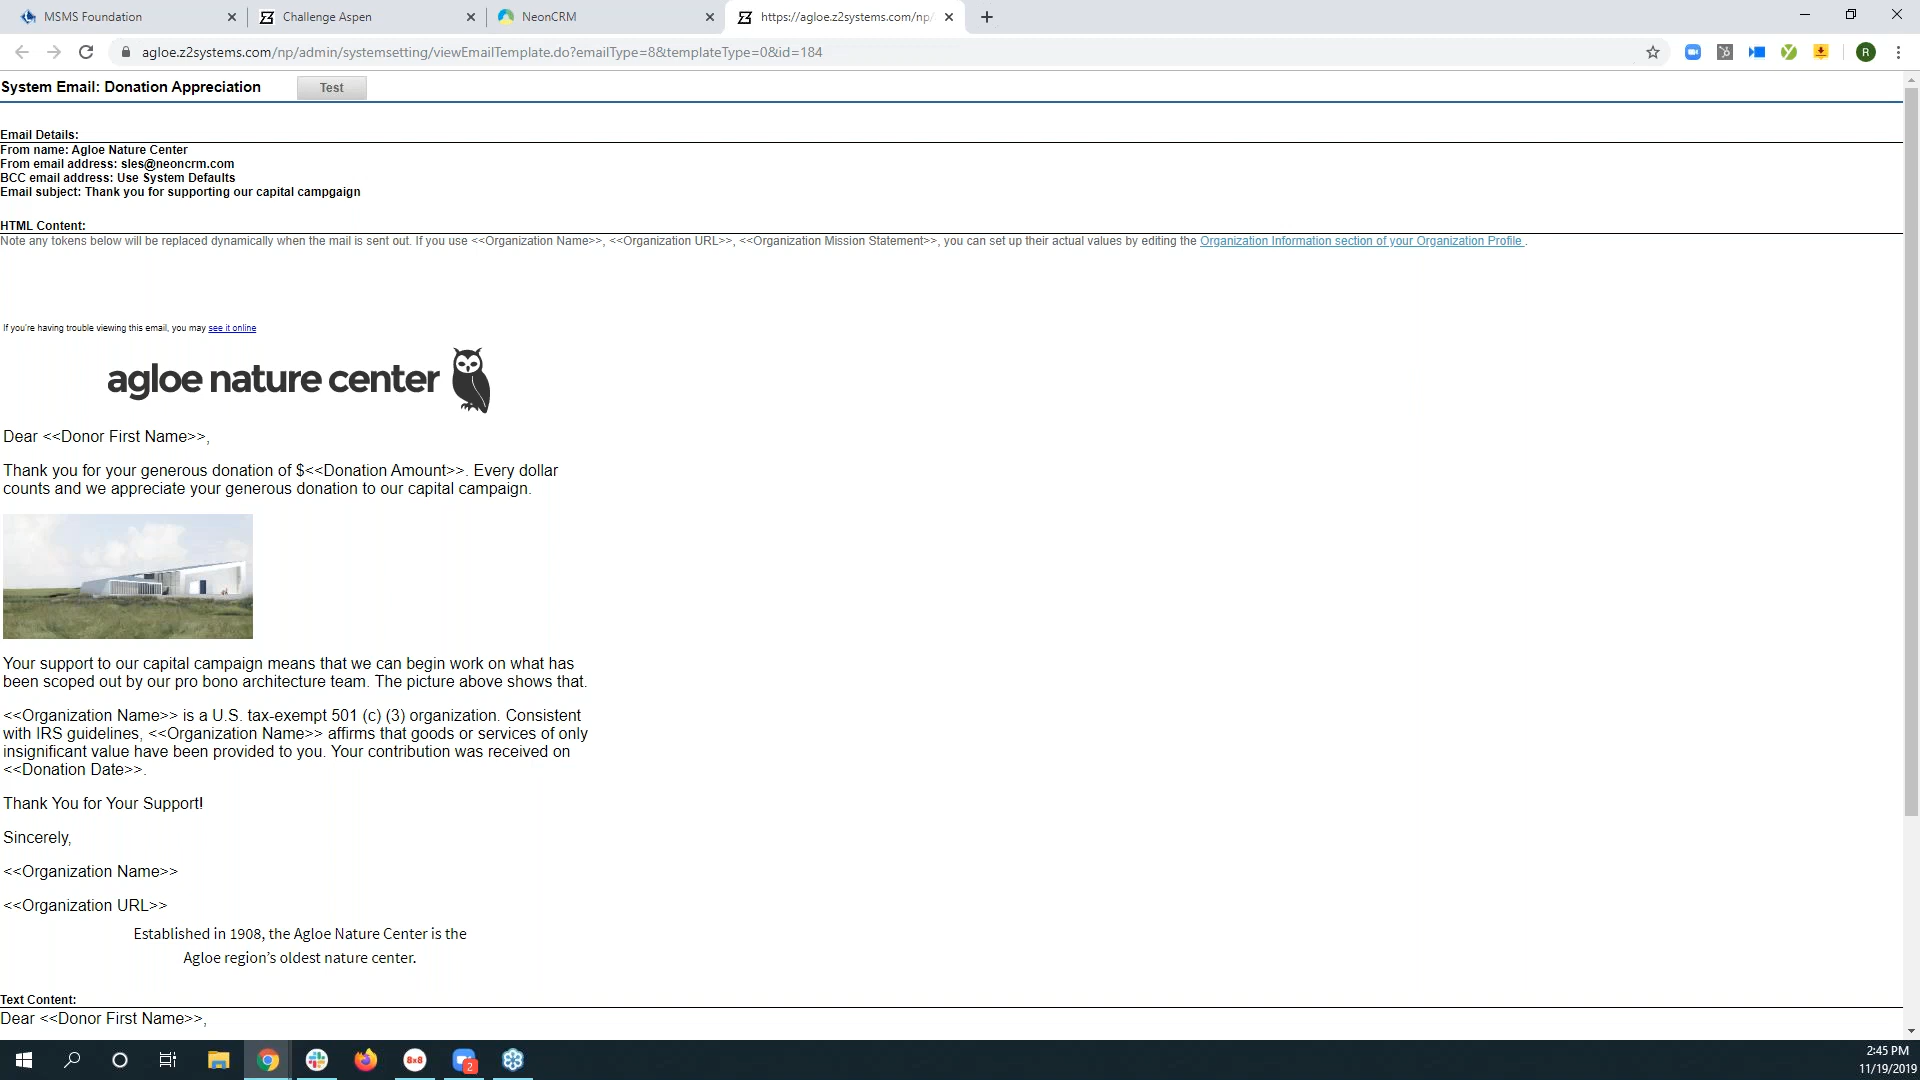 MSMS Foundation
Challenge Aspen
NeonCRM
https://agloe.z2systems.com/np/
agloe.z2systems.com/np/admin/systemsetting/viewEmailTemplate.do?emailType=8&templateType=0&id=184
R
System Email: Donation Appreciation
Test
Email Details:
From name: Agloe Nature Center
From email address: sles@neoncrm.com
BCC email address: Use System Defaults
Email subject: Thank you for supporting our capital campgaign
HTML Content:
Note any tokens below will be replaced dynamically when the mail is sent out. If you use <<Organization Name>>, <<Organization URL>>, <<Organization Mission Statement>>, you can set up their actual values by editing the Organization Information section of your Organization Profile .
If you're having trouble viewing this email, you may see it online
agloe nature center
Dear <<Donor First Name>>,
Thank you for your generous donation of $<<Donation Amount>>. Every dollar
counts and we appreciate your generous donation to our capital campaign.
Your support to our capital campaign means that we can begin work on what has
been scoped out by our pro bono architecture team. The picture above shows that.
<<Organization Name>> is a U.S. tax-exempt 501 (c) (3) organization. Consistent
with IRS guidelines, <<Organization Name>> affirms that goods or services of only
insignificant value have been provided to you. Your contribution was received on
<<Donation Date>>.
Thank You for Your Support!
Sincerely,
<<Organization Name>>
<<Organization URL>>
Established in 1908, the Agloe Nature Center is the
Agloe region’s oldest nature center.
Text Content:
Dear <<Donor First Name>>,
8x8
2
2:45 PM
11/19/2019